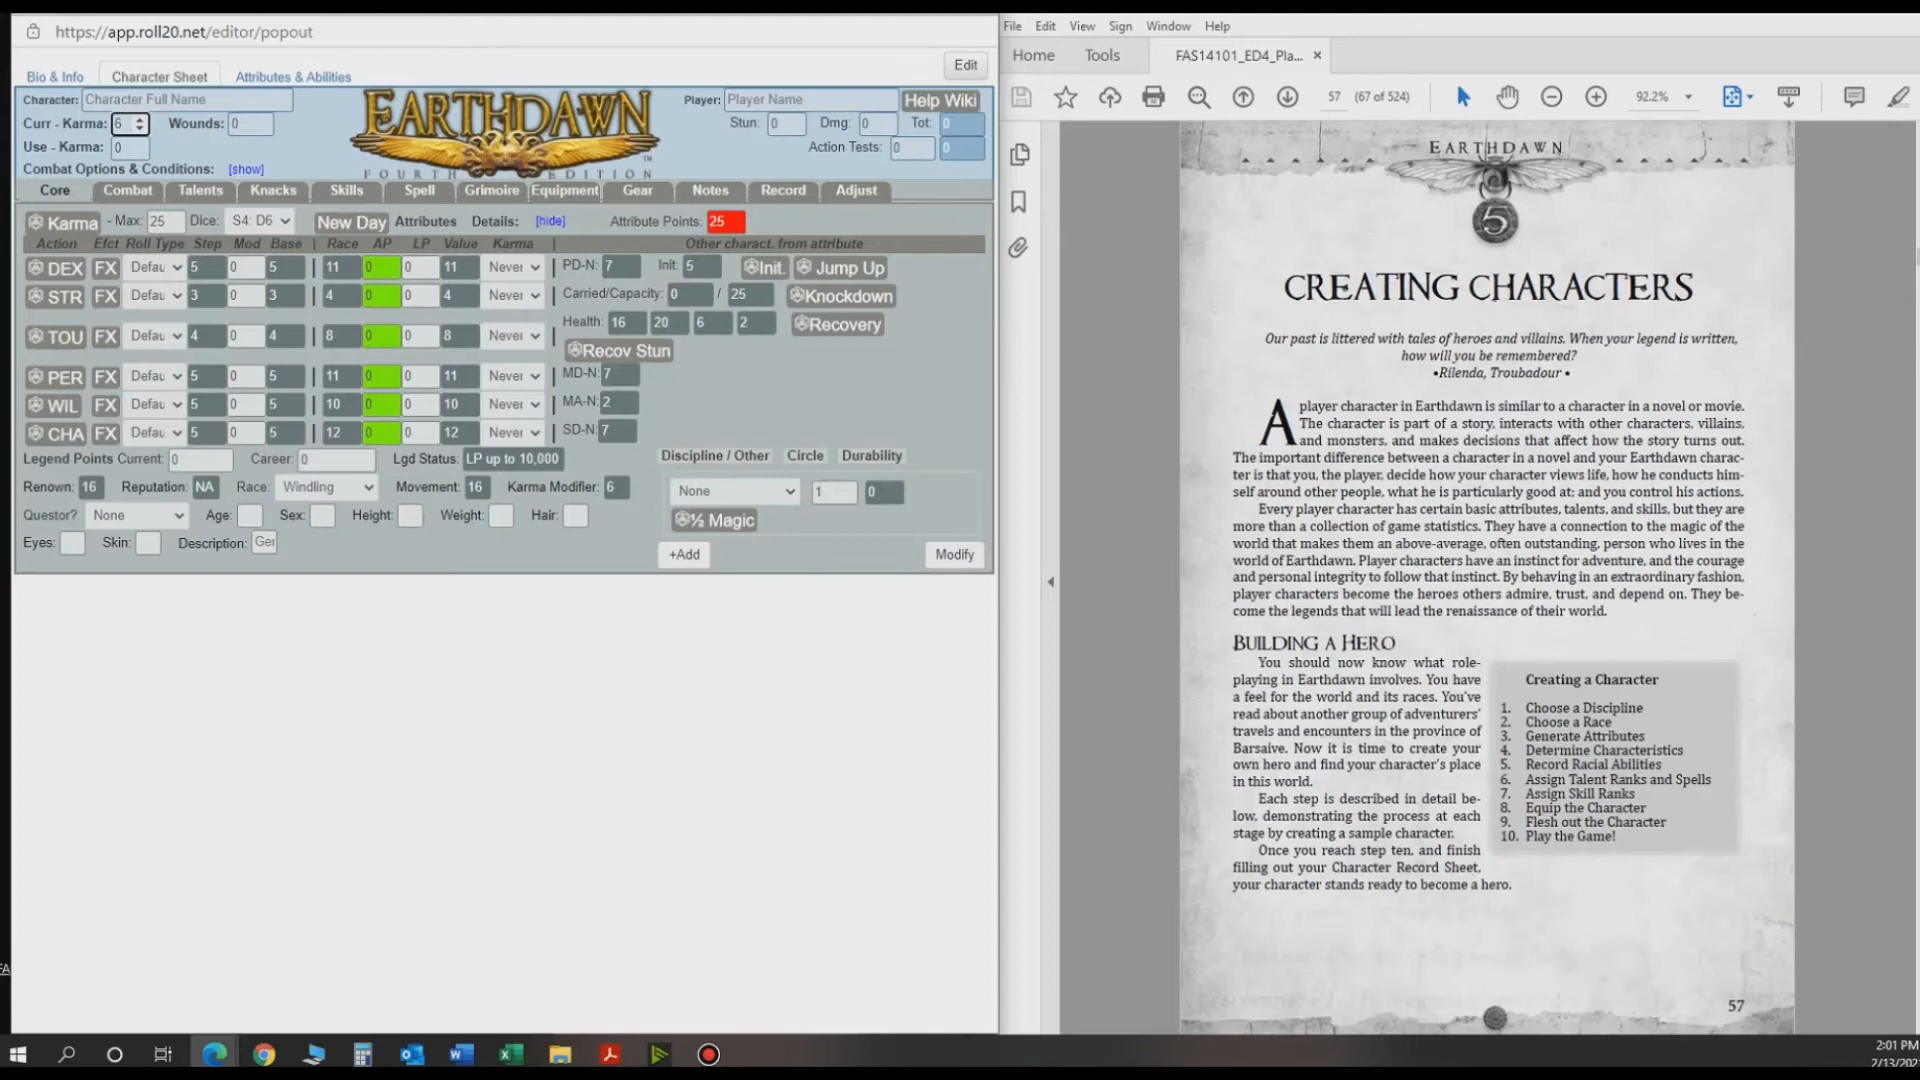 https://app.roll20.net/editor/popout
Bio & Info Character Sheet Attributes & Abilities Edit
Character: Character Full Name Player: Player Name Help Wiki
EARTHDAWN
FOURTH EDITION
Curr - Karma: 6 Wounds: 0 Stun: 0 Dmg: 0 Tot: 0
Use - Karma: 0 Action Tests: 0 0
Combat Options & Conditions: [show]
Core Combat Talents Knacks Skills Spell Grimoire Equipment Gear Notes Record Adjust
Karma - Max: 25 Dice: S4: D6 New Day Attributes Details: [hide] Attribute Points: 25
Action Efct Roll Type Step Mod Base | Race AP LP Value Karma | Other charact. from attribute
DEX FX Defau 5 0 5 | 11 0 0 11 Never | PD-N: 7 Init: 5 Init. Jump Up
STR FX Defau 3 0 3 | 4 0 0 4 Never | Carried/Capacity: 0 / 25 Knockdown
TOU FX Defau 4 0 4 | 8 0 0 8 Never | Health: 16 20 6 2 Recovery
Recov Stun
PER FX Defau 5 0 5 | 11 0 0 11 Never | MD-N: 7
WIL FX Defau 5 0 5 | 10 0 0 10 Never | MA-N: 2
CHA FX Defau 5 0 5 | 12 0 0 12 Never | SD-N: 7
Legend Points Current: 0 Career: 0 Lgd Status: LP up to 10,000 Discipline / Other Circle Durability
Renown: 16 Reputation: NA Race: Windling Movement: 16 Karma Modifier: 6 None 1 0
Questor? None Age: Sex: Height: Weight: Hair: ½ Magic
Eyes: Skin: Description: Ger +Add Modify
File Edit View Sign Window Help
Home Tools FAS14101_ED4_Pla... ×
57 (67 of 524) 92.2%
EARTHDAWN
5
CREATING CHARACTERS
Our past is littered with tales of heroes and villains. When your legend is written,
how will you be remembered?
•Rilenda, Troubadour •
A player character in Earthdawn is similar to a character in a novel or movie.
The character is part of a story, interacts with other characters, villains,
and monsters, and makes decisions that affect how the story turns out.
The important difference between a character in a novel and your Earthdawn charac-
ter is that you, the player, decide how your character views life, how he conducts him-
self around other people, what he is particularly good at; and you control his actions.
Every player character has certain basic attributes, talents, and skills, but they are
more than a collection of game statistics. They have a connection to the magic of the
world that makes them an above-average, often outstanding, person who lives in the
world of Earthdawn. Player characters have an instinct for adventure, and the courage
and personal integrity to follow that instinct. By behaving in an extraordinary fashion,
player characters become the heroes others admire, trust, and depend on. They be-
come the legends that will lead the renaissance of their world.
BUILDING A HERO
You should now know what role-
playing in Earthdawn involves. You have
a feel for the world and its races. You've
read about another group of adventurers'
travels and encounters in the province of
Barsaive. Now it is time to create your
own hero and find your character's place
in this world.
Each step is described in detail be-
low, demonstrating the process at each
stage by creating a sample character.
Once you reach step ten, and finish
filling out your Character Record Sheet,
your character stands ready to become a hero.
Creating a Character
1. Choose a Discipline
2. Choose a Race
3. Generate Attributes
4. Determine Characteristics
5. Record Racial Abilities
6. Assign Talent Ranks and Spells
7. Assign Skill Ranks
8. Equip the Character
9. Flesh out the Character
10. Play the Game!
57
2:01 PM